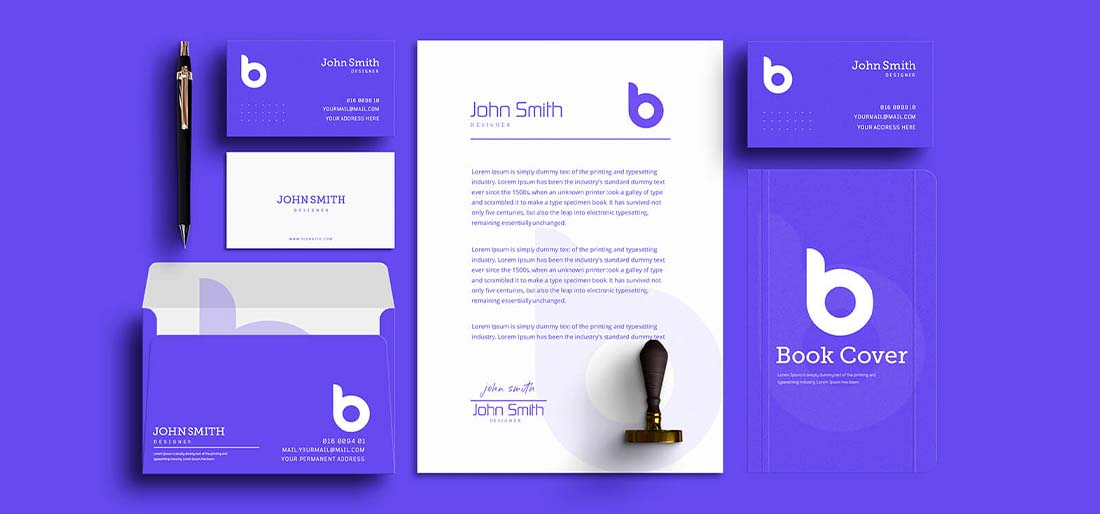 b
John Smith
DESIGNER
016 009810
YOURMAIL@MAIL.COM
YOUR ADDRESS HERE
JOHN SMITH
DESIGNER
b
JOHN SMITH
DESIGNER
Lorem Ipsum is simply dummy text of the
typesetting industry. Lorem Ipsum has been.
b
016 0094 01
MAIL.YOURMAIL@MAIL.COM
YOUR PERMANENT ADDRESS
John Smith
DESIGNER
b
Lorem Ipsum is simply dummy text of the printing and typesetting
industry. Lorem Ipsum has been the industry's standard dummy text
ever since the 1500s, when an unknown printer took a galley of type
and scrambled it to make a type specimen book. It has survived not
only five centuries, but also the leap into electronic typesetting,
remaining essentially unchanged.
Lorem Ipsum is simply dummy text of the printing and typesetting
industry. Lorem Ipsum has been the industry's standard dummy text
ever since the 1500s, when an unknown printer took a galley of type
and scrambled it to make a type specimen book. It has survived not
only five centuries, but also the leap into electronic typesetting,
remaining essentially unchanged.
Lorem Ipsum is simply dummy text of the printing and typesetting
industry. Lorem Ipsum has been the industry's standard dummy text
john smith
John Smith
DESIGNER
b
John Smith
DESIGNER
016 009810
YOURMAIL@MAIL.COM
YOUR ADDRESS HERE
b
Book Cover
Lorem Ipsum is simply dummy text of the printing and
typesetting industry. Lorem Ipsum has been.